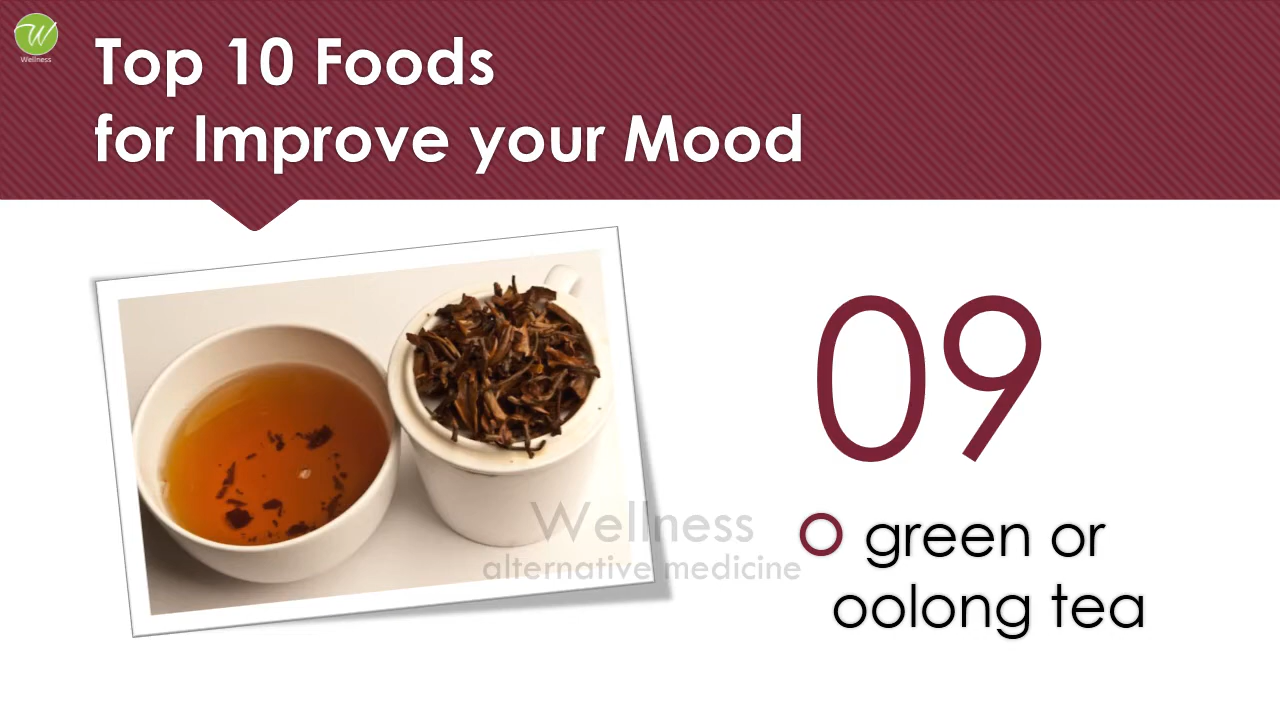 W
Wellness
Top 10 Foods
for Improve your Mood
09
green or
oolong tea
Wellness
alternative medicine